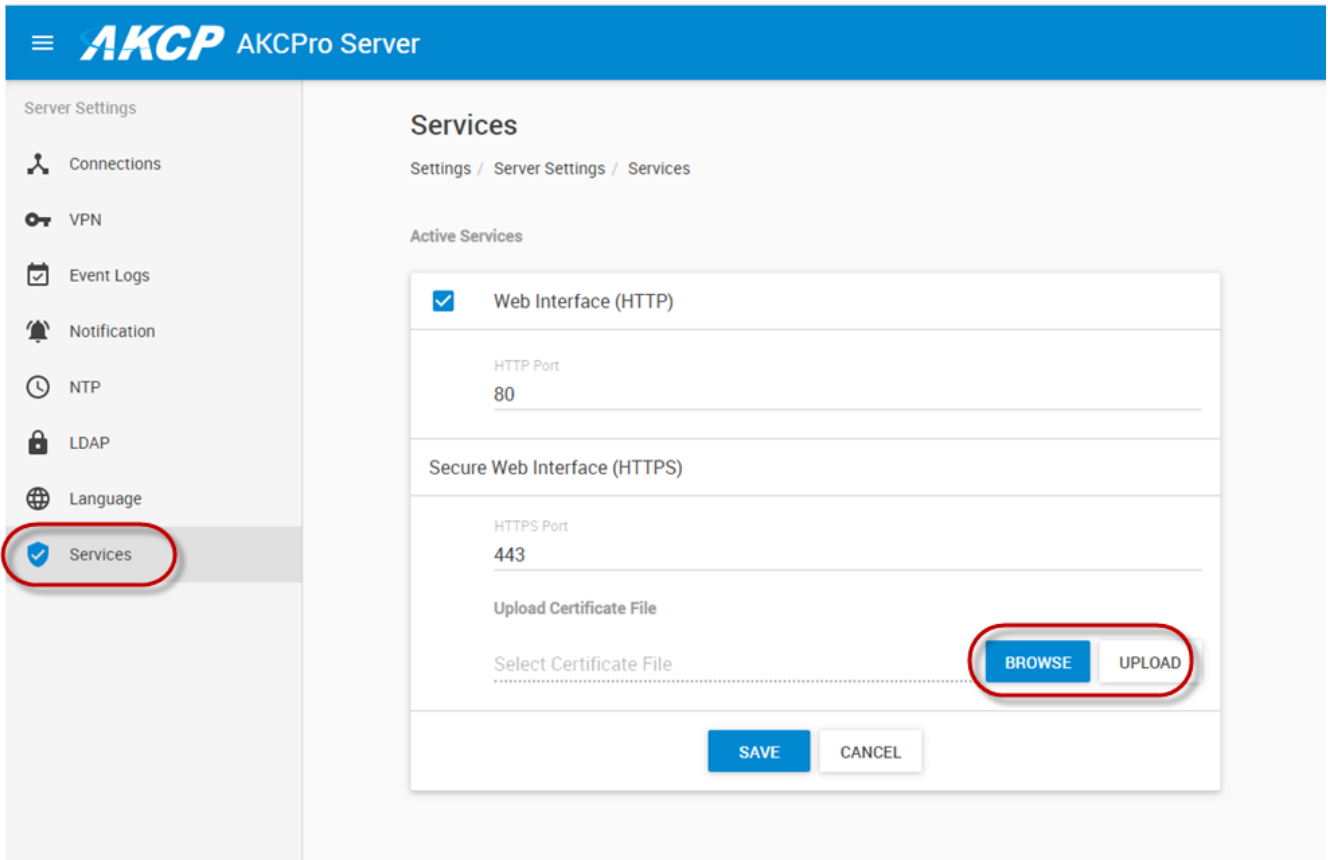 AKCP AKCPro Server
Server Settings
Connections
VPN
Event Logs
Notification
NTP
LDAP
Language
Services
Services
Settings / Server Settings / Services
Active Services
Web Interface (HTTP)
HTTP Port
80
Secure Web Interface (HTTPS)
HTTPS Port
443
Upload Certificate File
Select Certificate File BROWSE UPLOAD
SAVE CANCEL